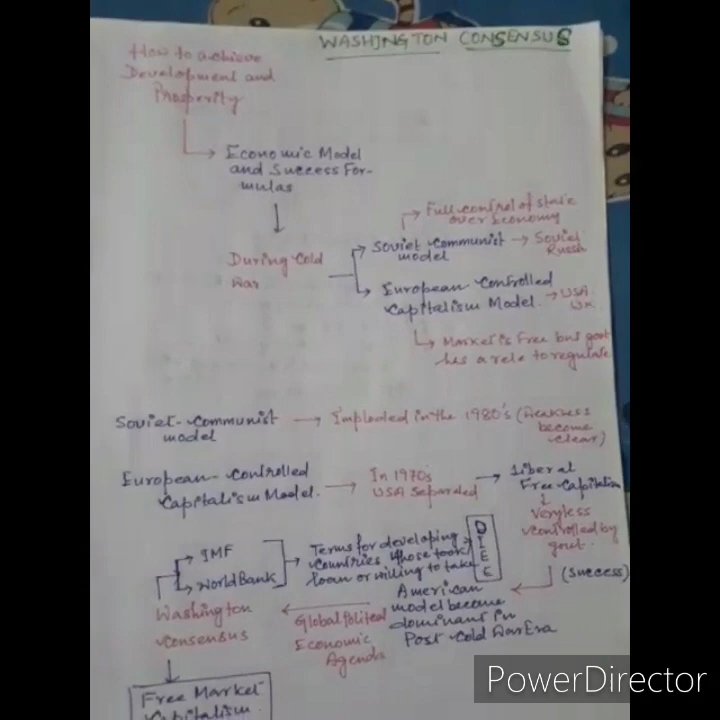 WASHINGTON CONSENSUS
How to achieve
Development and
Prosperity
Economic Model
and Success For-
mulas
During Cold
War
Soviet Communist
model
Full control of state
over Economy
Soviet
Russia
European Controlled
Capitalism Model
USA
UK
Market is Free but govt
has a role to regulate
Soviet-Communist
model
Imploded in the 1980's (Weakness
become
clear)
European-Controlled
Capitalism Model.
In 1970s
USA Separated
Liberal
Free-Capitalism
Very less
controlled by
govt.
(Success)
American
model become
dominant in
Post Cold War Era
Global Political
Economic
Agenda
Washington
Consensus
IMF
World Bank
Terms for developing
countries those took
loan or willing to take
Free Market
Capitalism
PowerDirector